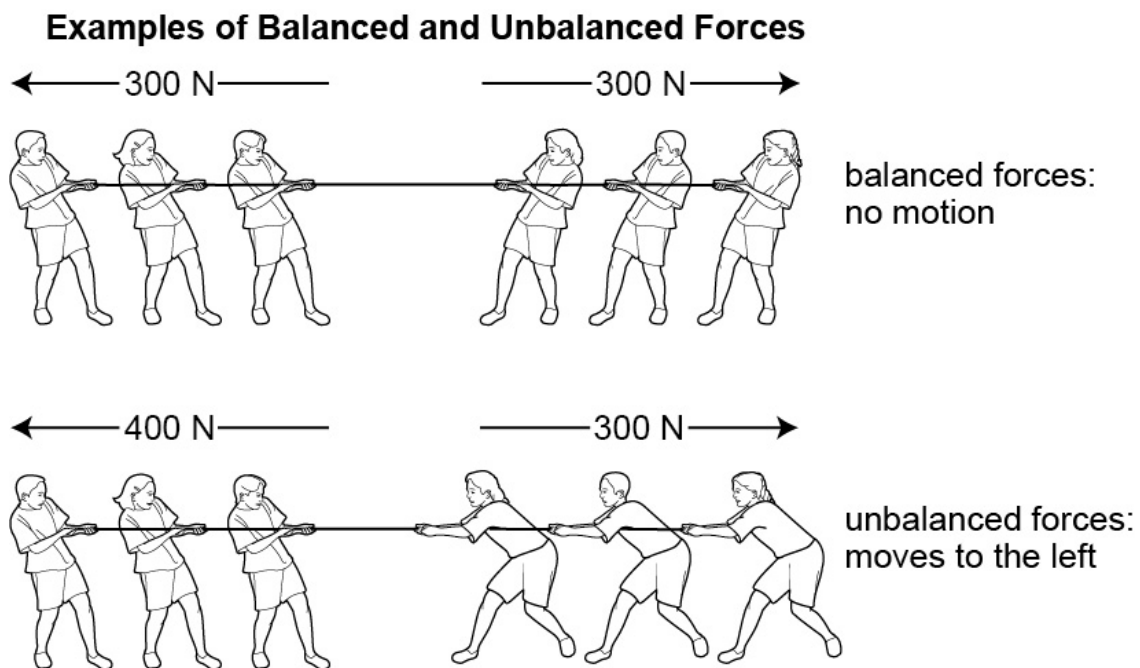 Examples of Balanced and Unbalanced Forces
300 N
300 N
balanced forces:
no motion
400 N
300 N
unbalanced forces:
moves to the left